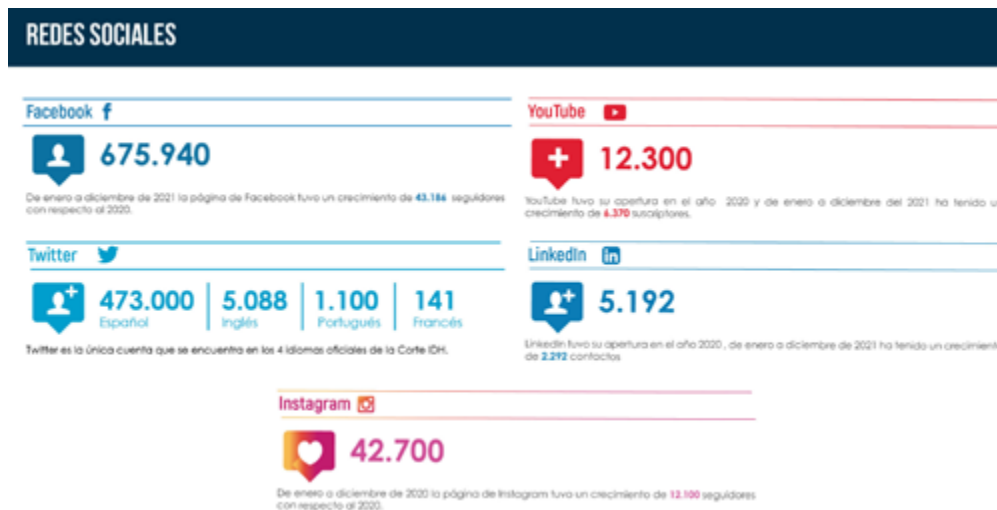 REDES SOCIALES
Facebook
675.940
De enero a diciembre de 2021 la página de Facebook tuvo un crecimiento de 43.186 seguidores
con respecto al 2020.
YouTube
12.300
YouTube tuvo su apertura en el año 2020 y de enero a diciembre del 2021 ha tenido u
crecimiento de 6.370 suscriptores.
Twitter
473.000 5.088 1.100 141
Español Inglés Portugués Francés
Twitter es la única cuenta que se encuentra en los 4 idiomas oficiales de la Corte IDH.
LinkedIn
5.192
LinkedIn tuvo su apertura en el año 2020 , de enero a diciembre de 2021 ha tenido un crecimient
de 2.292 contactos
Instagram
42.700
De enero a diciembre de 2020 la página de Instagram tuvo un crecimiento de 12.100 seguidores
con respecto al 2020.